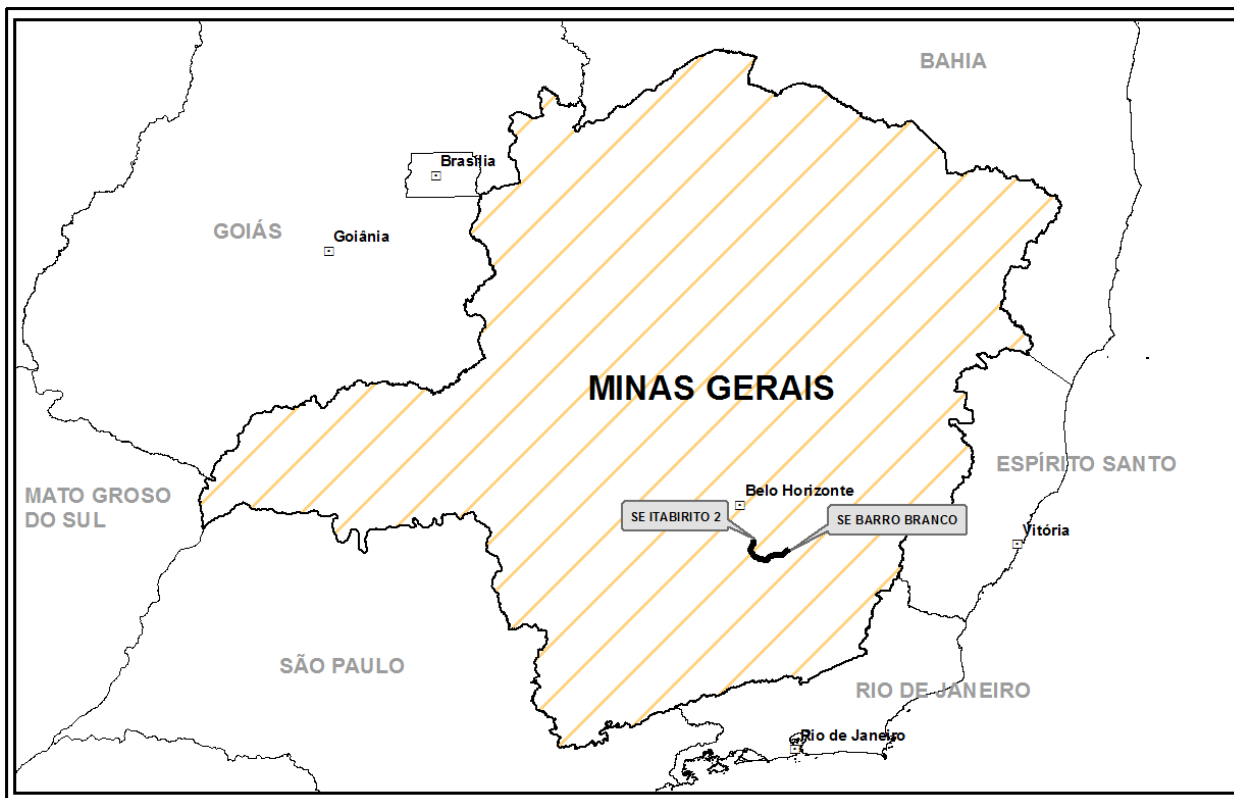 BAHIA
Brasília
GOIÁS
Goiânia
MINAS GERAIS
ESPÍRITO SANTO
MATO GROSO
DO SUL
Belo Horizonte
SE ITABIRITO 2
SE BARRO BRANCO
Vitória
SÃO PAULO
RIO DE JANEIRO
Rio de Janeiro